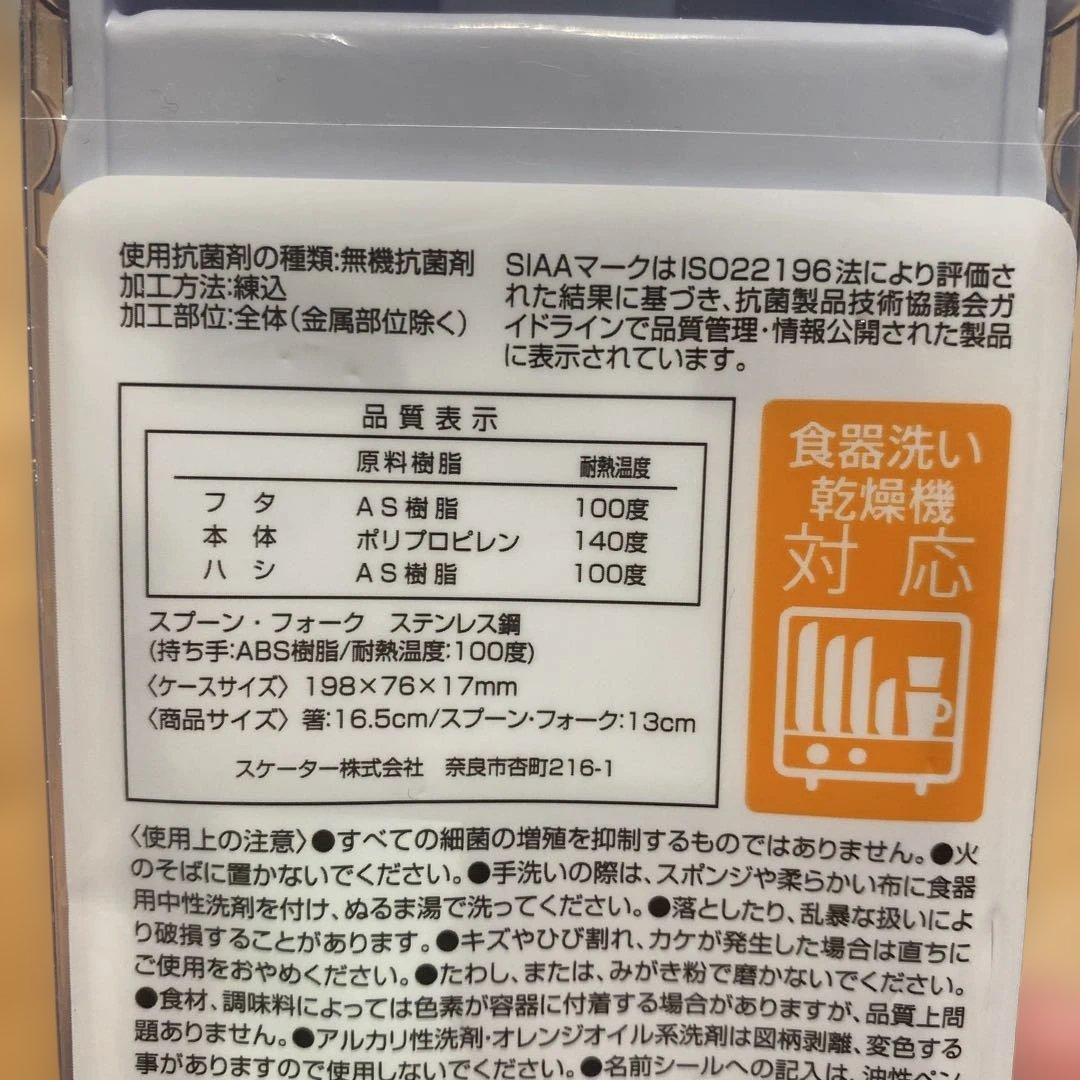 使用抗菌剤の種類:無機抗菌剤
加工方法:練込
加工部位:全体(金属部位除く)
SIAAマークはISO22196法により評価さ
れた結果に基づき、抗菌製品技術協議会ガ
イドラインで品質管理・情報公開された製品
に表示されています。
品質表示
原料樹脂 耐熱温度
フタ AS樹脂 100度
本体 ポリプロピレン 140度
ハシ AS樹脂 100度
スプーン・フォーク ステンレス鋼
(持ち手:ABS樹脂/耐熱温度:100度)
〈ケースサイズ〉198×76×17mm
〈商品サイズ〉箸:16.5cm/スプーン・フォーク:13cm
スケーター株式会社 奈良市杏町216-1
食器洗い
乾燥機
対応
〈使用上の注意〉●すべての細菌の増殖を抑制するものではありません。●火
のそばに置かないでください。●手洗いの際は、スポンジや柔らかい布に食器
用中性洗剤を付け、ぬるま湯で洗ってください。●落としたり、乱暴な扱いによ
り破損することがあります。●キズやひび割れ、カケが発生した場合は直ちに
ご使用をおやめください。●たわし、または、みがき粉で磨かないでください。
●食材、調味料によっては色素が容器に付着する場合がありますが、品質上問
題ありません。●アルカリ性洗剤・オレンジオイル系洗剤は図柄剥離、変色する
事がありますので使用しないでください。●名前シールへの記入は、油性ペン